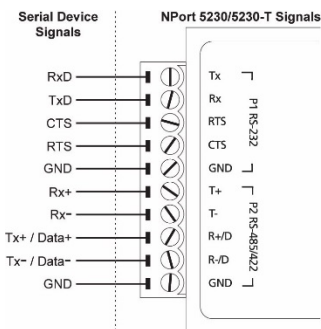 Serial Device Signals
NPort 5230/5230-T Signals
RxD
Tx
TxD
Rx
CTS
RTS
RTS
CTS
GND
GND
P1 RS-232
Rx+
T+
Rx-
T-
Tx+ / Data+
R+/D
Tx- / Data-
R-/D
GND
GND
P2 RS-485/422